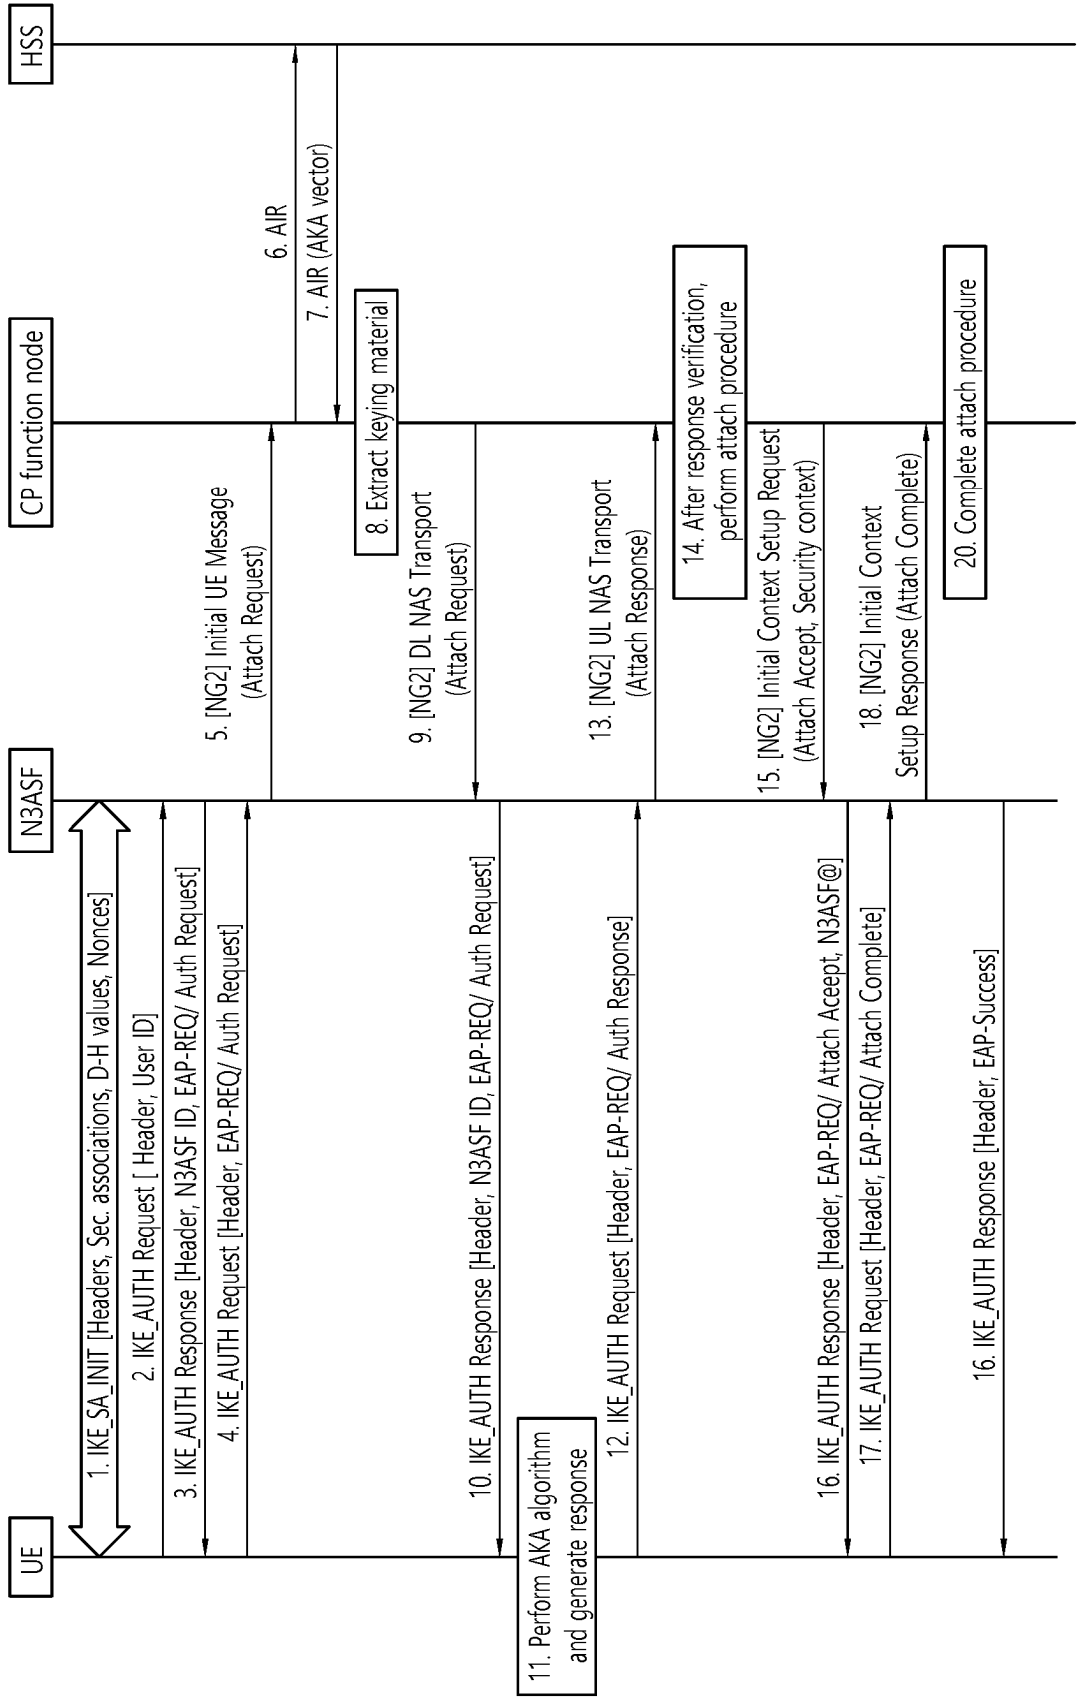 UE
N3ASF
CP function node
HSS
1. IKE_SA_INIT [Headers, Sec. associations, D-H values, Nonces]
2. IKE_AUTH Request [ Header, User ID]
3. IKE_AUTH Response [Header, N3ASF ID, EAP-REQ/ Auth Request]
4. IKE_AUTH Request [Header, EAP-REQ/ Auth Request]
5. [NG2] Initial UE Message
(Attach Request)
6. AIR
7. AIR (AKA vector)
8. Extract keying material
9. [NG2] DL NAS Transport
(Attach Request)
10. IKE_AUTH Response [Header, N3ASF ID, EAP-REQ/ Auth Request]
11. Perform AKA algorithm
and generate response
12. IKE_AUTH Request [Header, EAP-REQ/ Auth Response]
13. [NG2] UL NAS Transport
(Attach Response)
14. After response verification,
perform attach procedure
15. [NG2] Initial Context Setup Request
(Attach Accept, Security context)
16. IKE_AUTH Response [Header, EAP-REQ/ Attach Aceept, N3ASF@]
17. IKE_AUTH Request [Header, EAP-REQ/ Attach Complete]
18. [NG2] Initial Context
Setup Response (Attach Complete)
16. IKE_AUTH Response [Header, EAP-Success]
20. Complete attach procedure